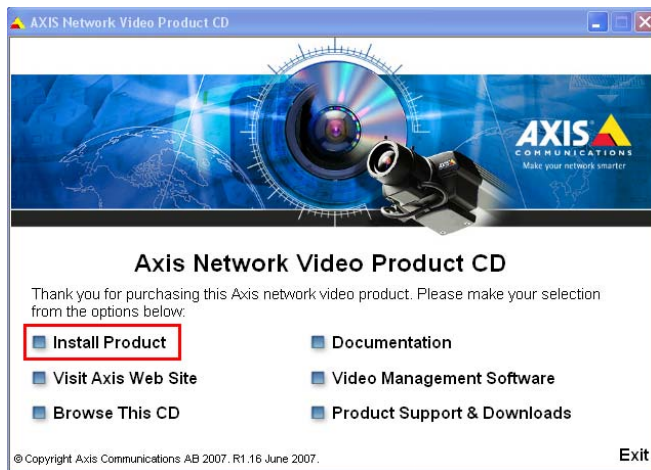 AXIS Network Video Product CD
AXIS
COMMUNICATIONS
Make your network smarter
Axis Network Video Product CD
Thank you for purchasing this Axis network video product. Please make your selection
from the options below:
Install Product
Documentation
Visit Axis Web Site
Video Management Software
Browse This CD
Product Support & Downloads
© Copyright Axis Communications AB 2007. R1.16 June 2007.
Exit